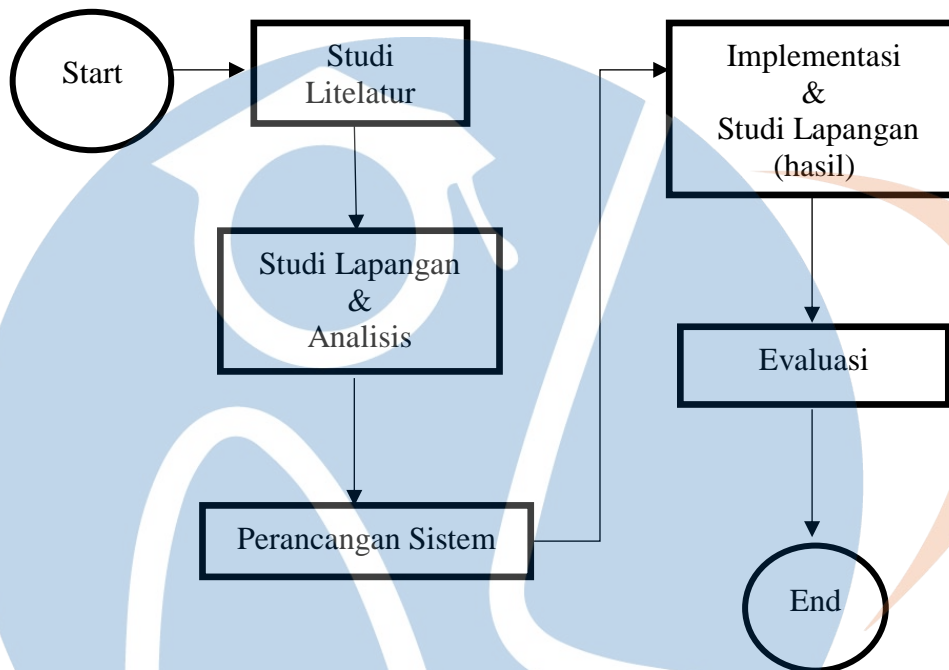 Start
Studi
Litelatur
Studi Lapangan
&
Analisis
Perancangan Sistem
Implementasi
&
Studi Lapangan
(hasil)
Evaluasi
End